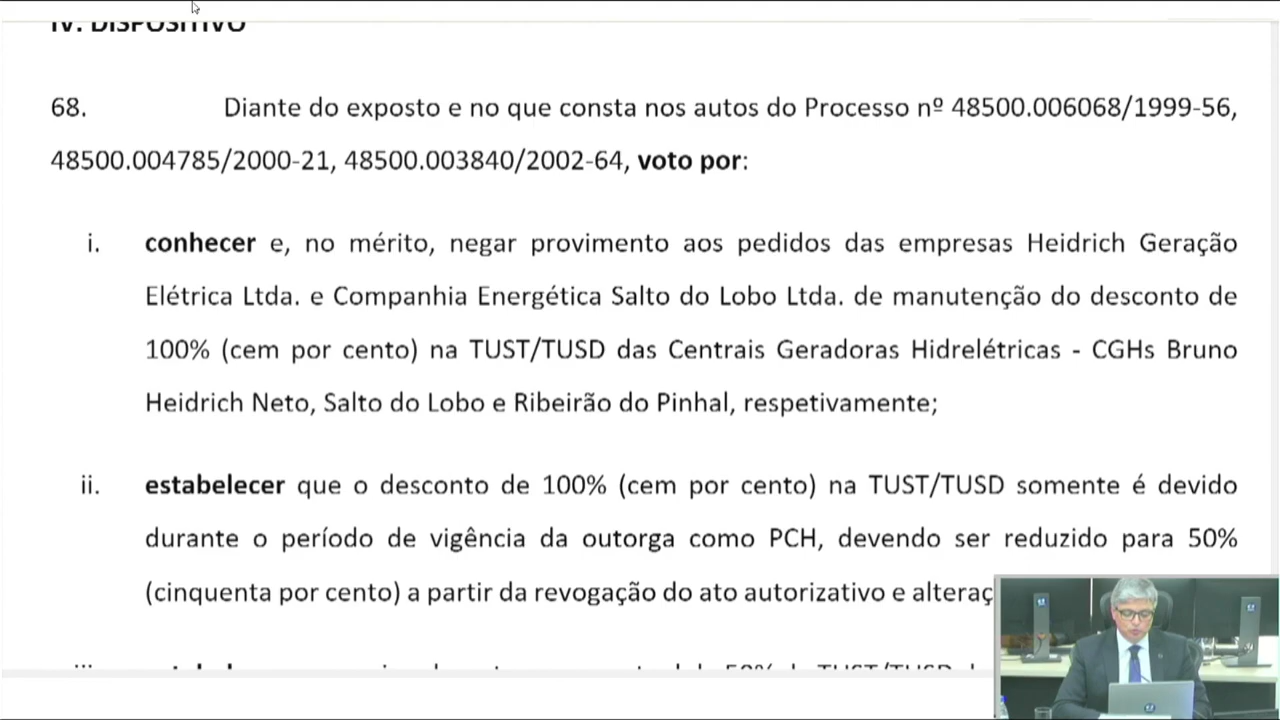 IV. DISPOSITIVO
68. Diante do exposto e no que consta nos autos do Processo nº 48500.006068/1999-56,
48500.004785/2000-21, 48500.003840/2002-64, voto por:
i. conhecer e, no mérito, negar provimento aos pedidos das empresas Heidrich Geração
Elétrica Ltda. e Companhia Energética Salto do Lobo Ltda. de manutenção do desconto de
100% (cem por cento) na TUST/TUSD das Centrais Geradoras Hidrelétricas - CGHs Bruno
Heidrich Neto, Salto do Lobo e Ribeirão do Pinhal, respetivamente;
ii. estabelecer que o desconto de 100% (cem por cento) na TUST/TUSD somente é devido
durante o período de vigência da outorga como PCH, devendo ser reduzido para 50%
(cinquenta por cento) a partir da revogação do ato autorizativo e alteraç